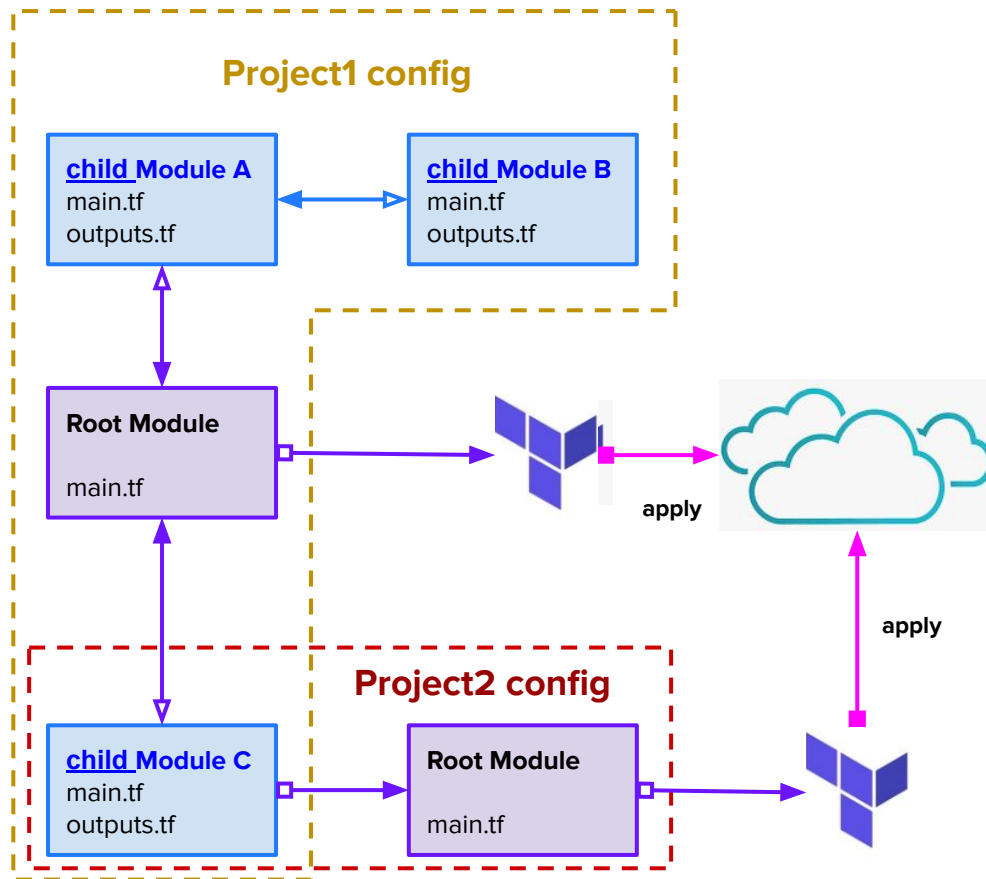 Project1 config
child Module A
main.tf
outputs.tf
child Module B
main.tf
outputs.tf
Root Module
main.tf
apply
apply
Project2 config
child Module C
main.tf
outputs.tf
Root Module
main.tf